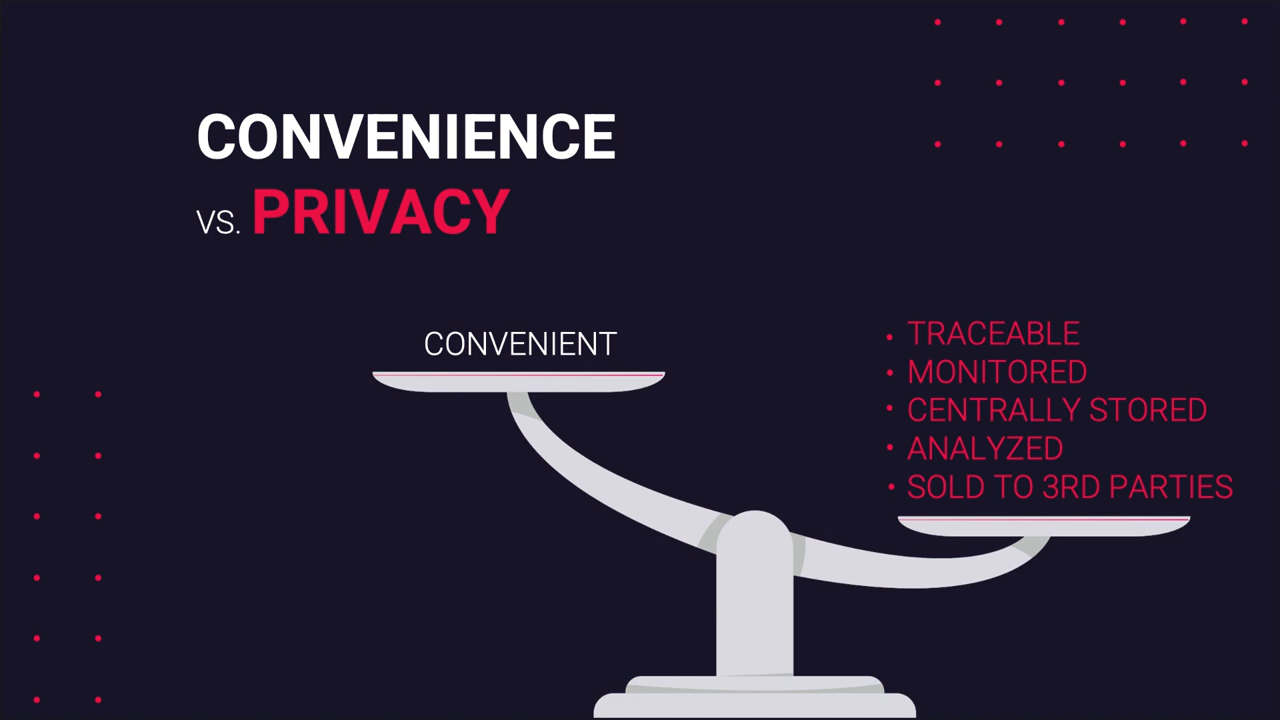 CONVENIENCE
VS. PRIVACY
CONVENIENT
• TRACEABLE
• MONITORED
• CENTRALLY STORED
• ANALYZED
• SOLD TO 3RD PARTIES